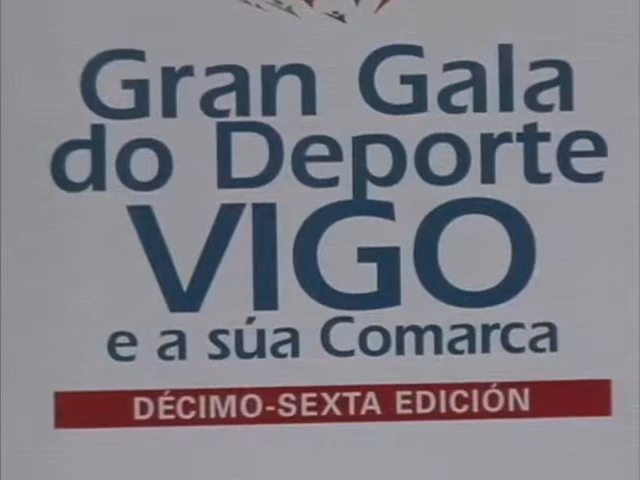 Gran Gala
do Deporte
VIGO
e a súa Comarca
DÉCIMO-SEXTA EDICIÓN